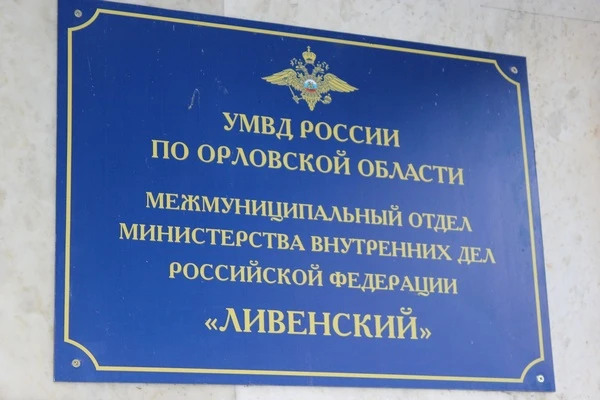 УМВД РОССИИ
ПО ОРЛОВСКОЙ ОБЛАСТИ
МЕЖМУНИЦИПАЛЬНЫЙ ОТДЕЛ
МИНИСТЕРСТВА ВНУТРЕННИХ ДЕЛ
РОССИЙСКОЙ ФЕДЕРАЦИИ
«ЛИВЕНСКИЙ»